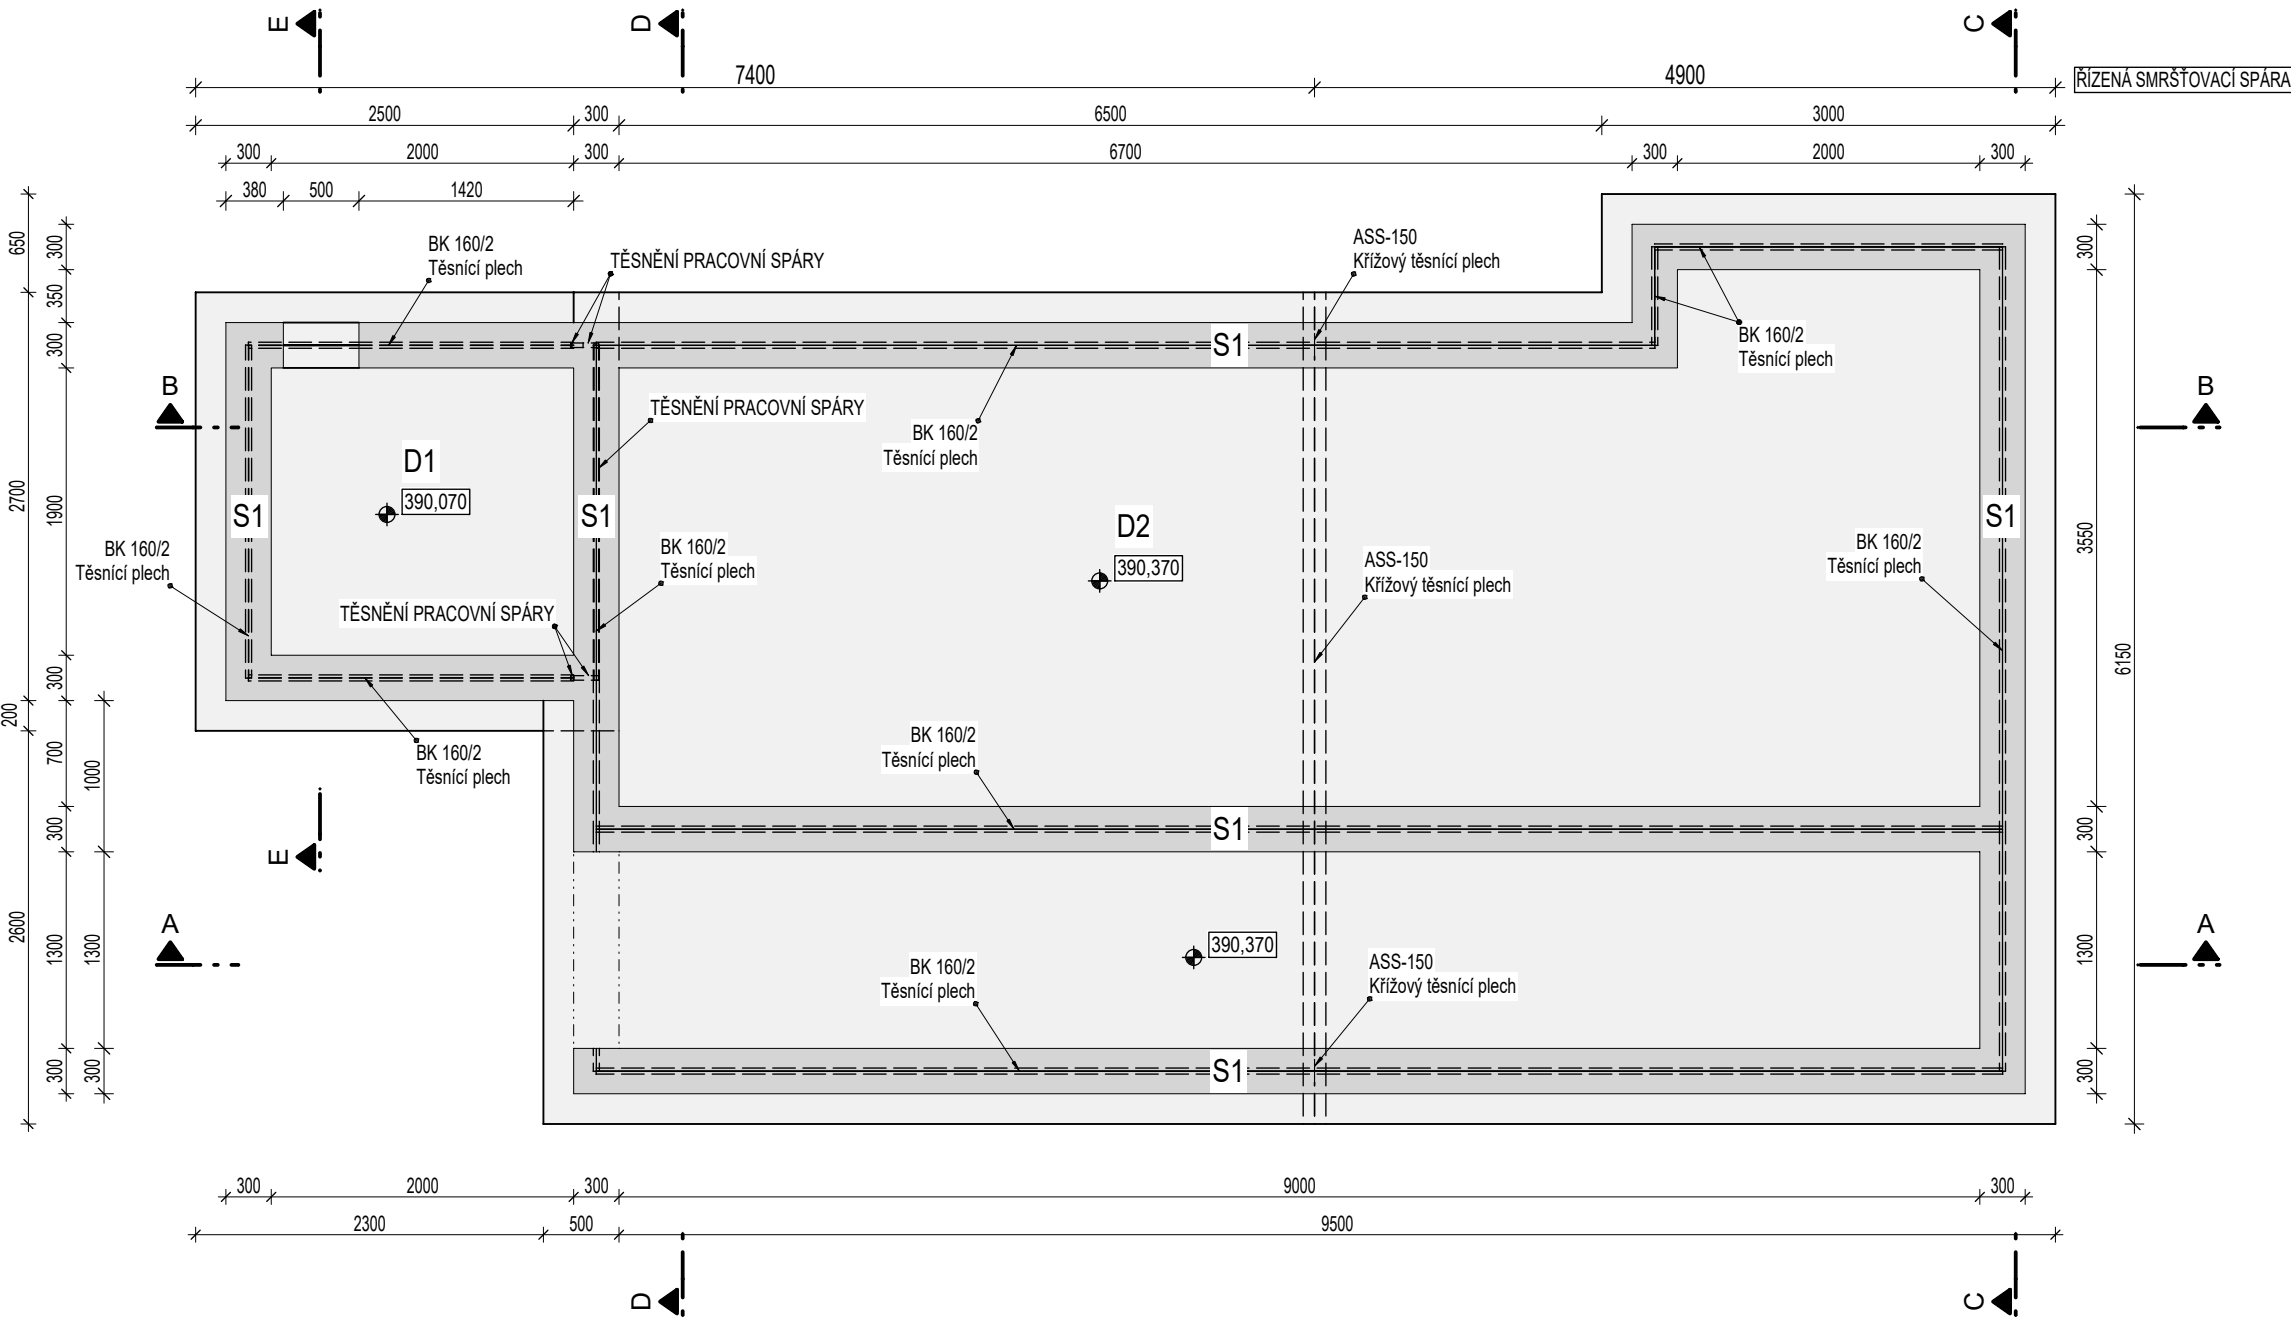 E
D
C
7400
4900
ŘÍZENÁ SMRŠŤOVACÍ SPÁRA
2500
300
6500
3000
300
2000
300
6700
300
2000
300
380
500
1420
650
300
350
300
BK 160/2
Těsnící plech
TĚSNĚNÍ PRACOVNÍ SPÁRY
ASS-150
Křížový těsnící plech
300
S1
BK 160/2
Těsnící plech
B
B
TĚSNĚNÍ PRACOVNÍ SPÁRY
BK 160/2
Těsnící plech
D1
390,070
2700
1900
S1
S1
D2
S1
3550
390,370
BK 160/2
Těsnící plech
BK 160/2
Těsnící plech
ASS-150
Křížový těsnící plech
BK 160/2
Těsnící plech
TĚSNĚNÍ PRACOVNÍ SPÁRY
6150
300
200
700
1000
BK 160/2
Těsnící plech
BK 160/2
Těsnící plech
300
S1
300
E
A
A
2600
1300
1300
390,370
1300
BK 160/2
Těsnící plech
ASS-150
Křížový těsnící plech
300
300
S1
300
300
2000
300
9000
300
2300
500
9500
D
C